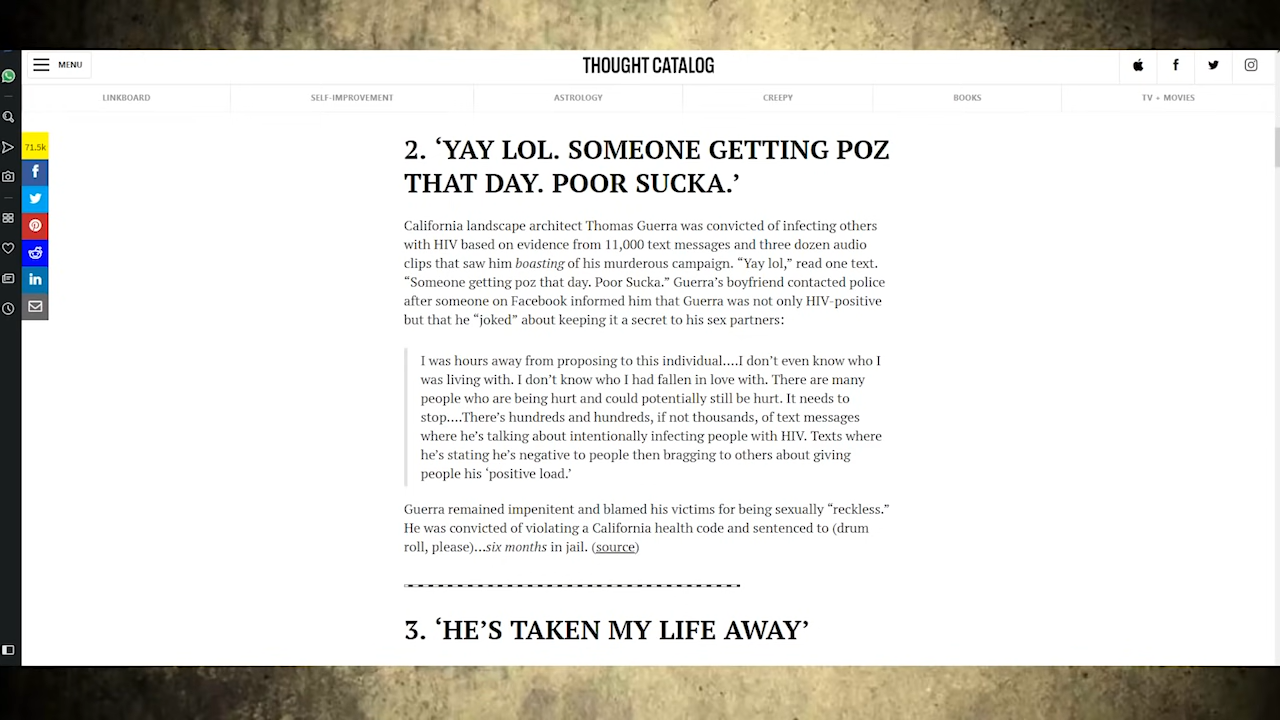 MENU
THOUGHT CATALOG
LINKBOARD
SELF-IMPROVEMENT
ASTROLOGY
CREEPY
BOOKS
TV + MOVIES
71.5k
2. ‘YAY LOL. SOMEONE GETTING POZ
THAT DAY. POOR SUCKA.’
California landscape architect Thomas Guerra was convicted of infecting others
with HIV based on evidence from 11,000 text messages and three dozen audio
clips that saw him boasting of his murderous campaign. “Yay lol,” read one text.
“Someone getting poz that day. Poor Sucka.” Guerra’s boyfriend contacted police
after someone on Facebook informed him that Guerra was not only HIV-positive
but that he “joked” about keeping it a secret to his sex partners:
I was hours away from proposing to this individual….I don’t even know who I
was living with. I don’t know who I had fallen in love with. There are many
people who are being hurt and could potentially still be hurt. It needs to
stop….There’s hundreds and hundreds, if not thousands, of text messages
where he’s talking about intentionally infecting people with HIV. Texts where
he’s stating he’s negative to people then bragging to others about giving
people his ‘positive load.’
Guerra remained impenitent and blamed his victims for being sexually “reckless.”
He was convicted of violating a California health code and sentenced to (drum
roll, please)…six months in jail. (source)
3. ‘HE’S TAKEN MY LIFE AWAY’